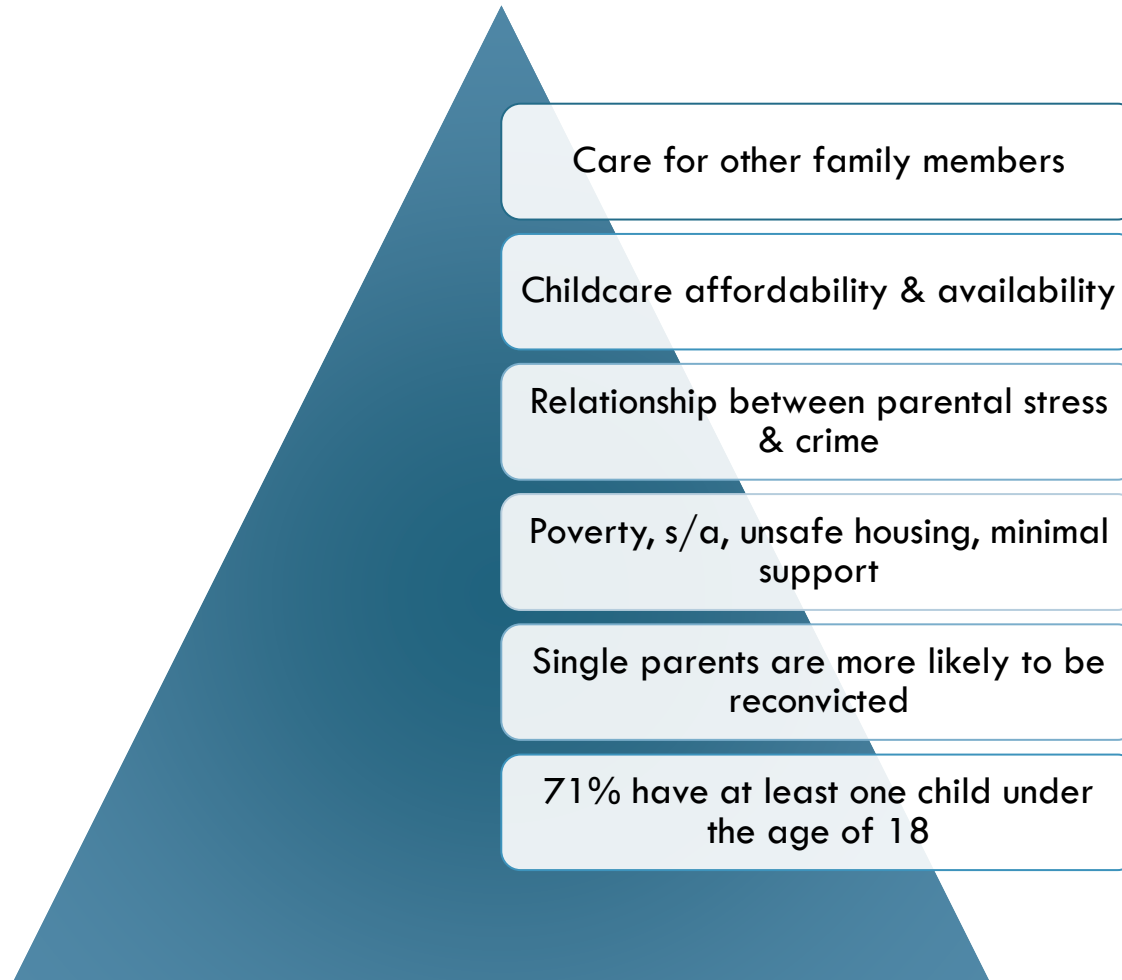 Care for other family members
Childcare affordability & availability
Relationship between parental stress
& crime
Poverty, s/a, unsafe housing, minimal
support
Single parents are more likely to be
reconvicted
71% have at least one child under
the age of 18